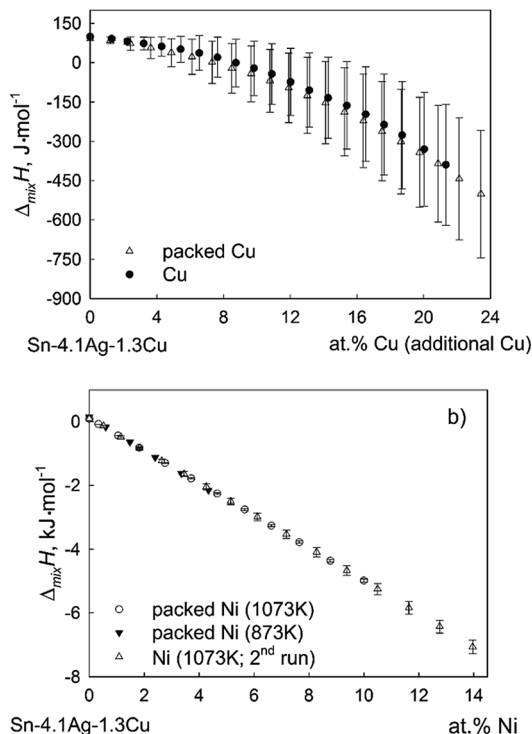 150
0
-150
-300
-450
-600
-750
-900
Δmix H, J·mol⁻¹
packed Cu
Cu
0 4 8 12 16 20 24
Sn-4.1Ag-1.3Cu at.% Cu (additional Cu)
b)
0
-2
-4
-6
-8
Δmix H, kJ·mol⁻¹
packed Ni (1073K)
packed Ni (873K)
Ni (1073K; 2nd run)
0 2 4 6 8 10 12 14
Sn-4.1Ag-1.3Cu at.% Ni